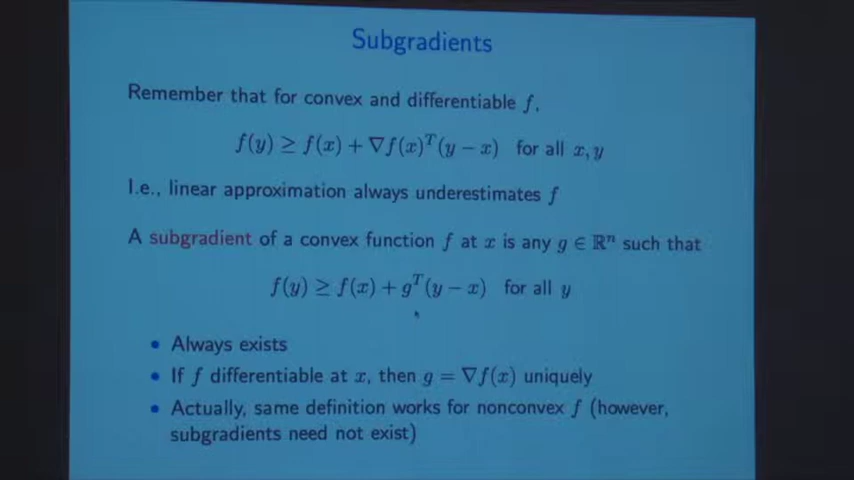 Subgradients
Remember that for convex and differentiable f,
f(y) ≥ f(x) + ∇f(x)ᵀ(y − x)   for all x, y
I.e., linear approximation always underestimates f
A subgradient of a convex function f at x is any g ∈ ℝⁿ such that
f(y) ≥ f(x) + gᵀ(y − x)   for all y
• Always exists
• If f differentiable at x, then g = ∇f(x) uniquely
• Actually, same definition works for nonconvex f (however,
subgradients need not exist)